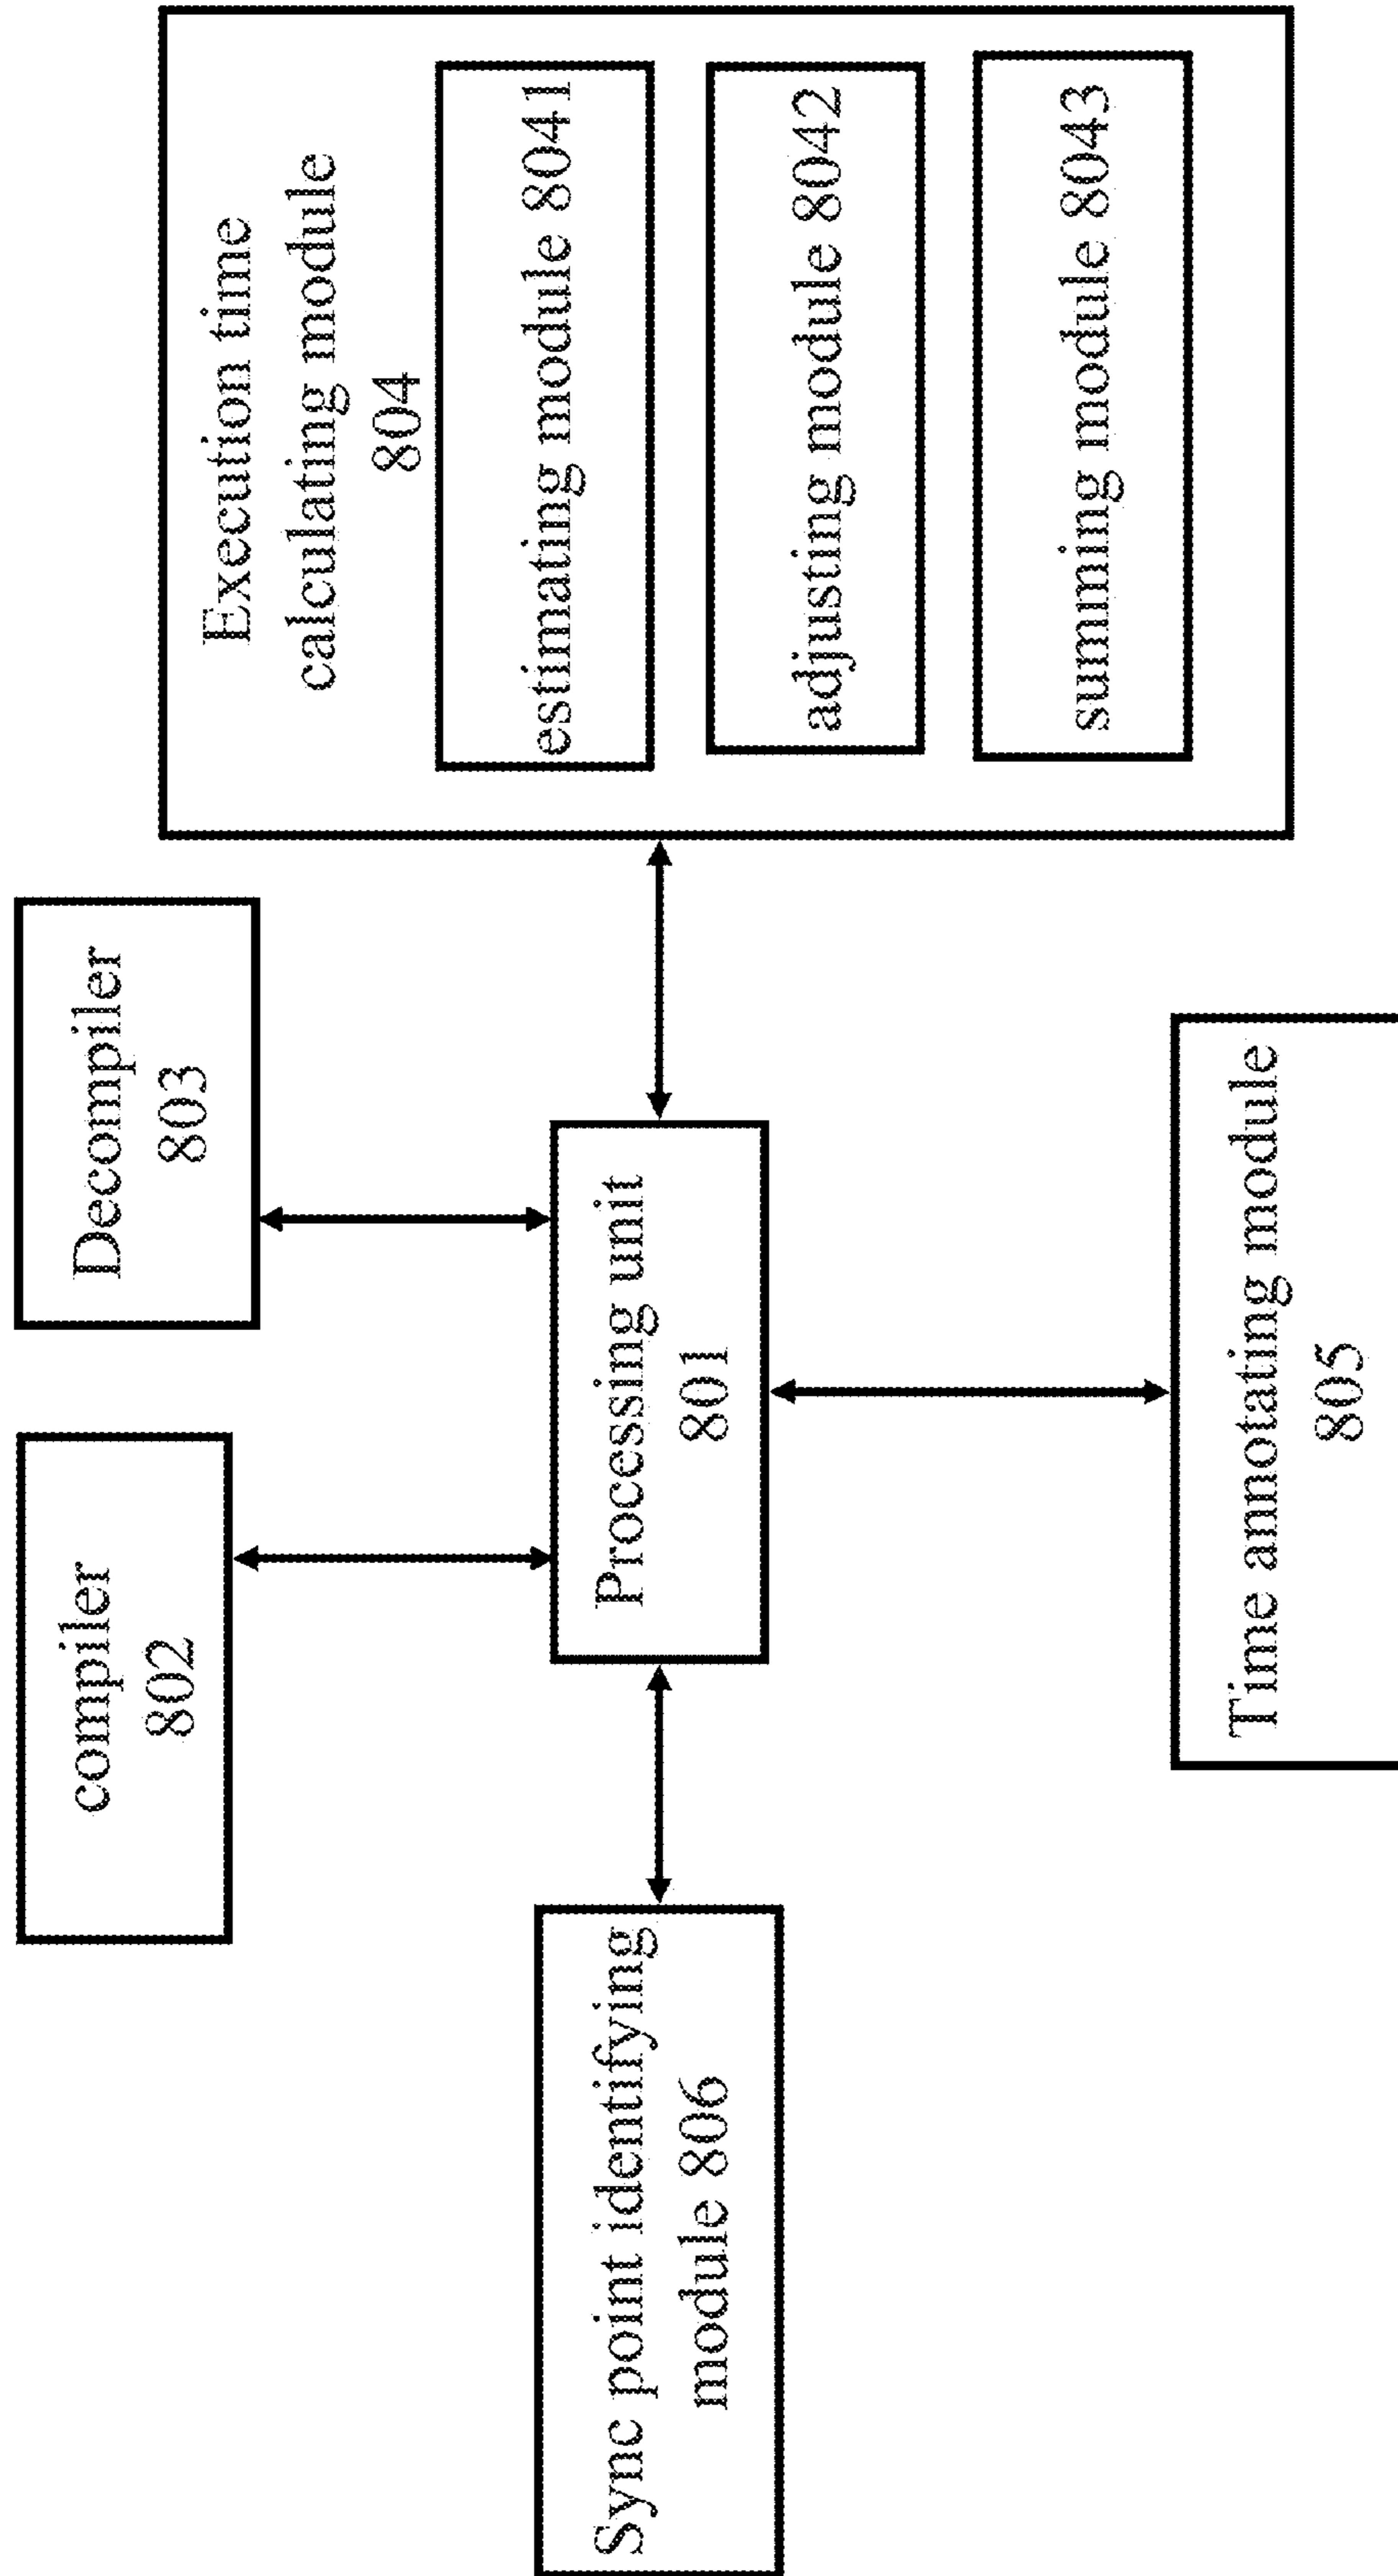 compiler
802
Decompiler
803
Execution time
calculating module
804
estimating module 8041
adjusting module 8042
summing module 8043
Sync point identifying
module 806
Processing unit
801
Time annotating module
805